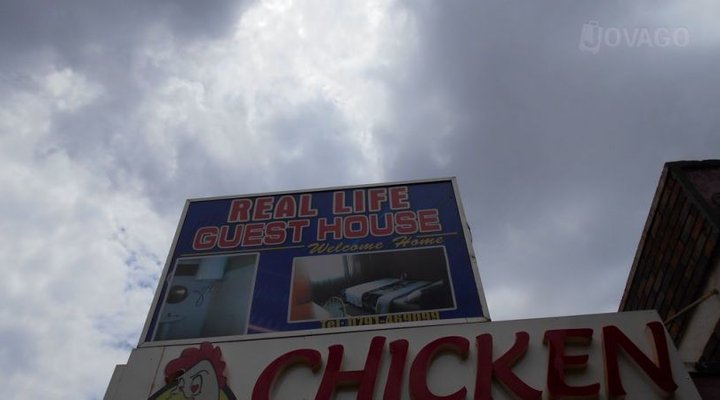 JOVAGO
REAL LIFE
GUEST HOUSE
Welcome Home
CHICKEN